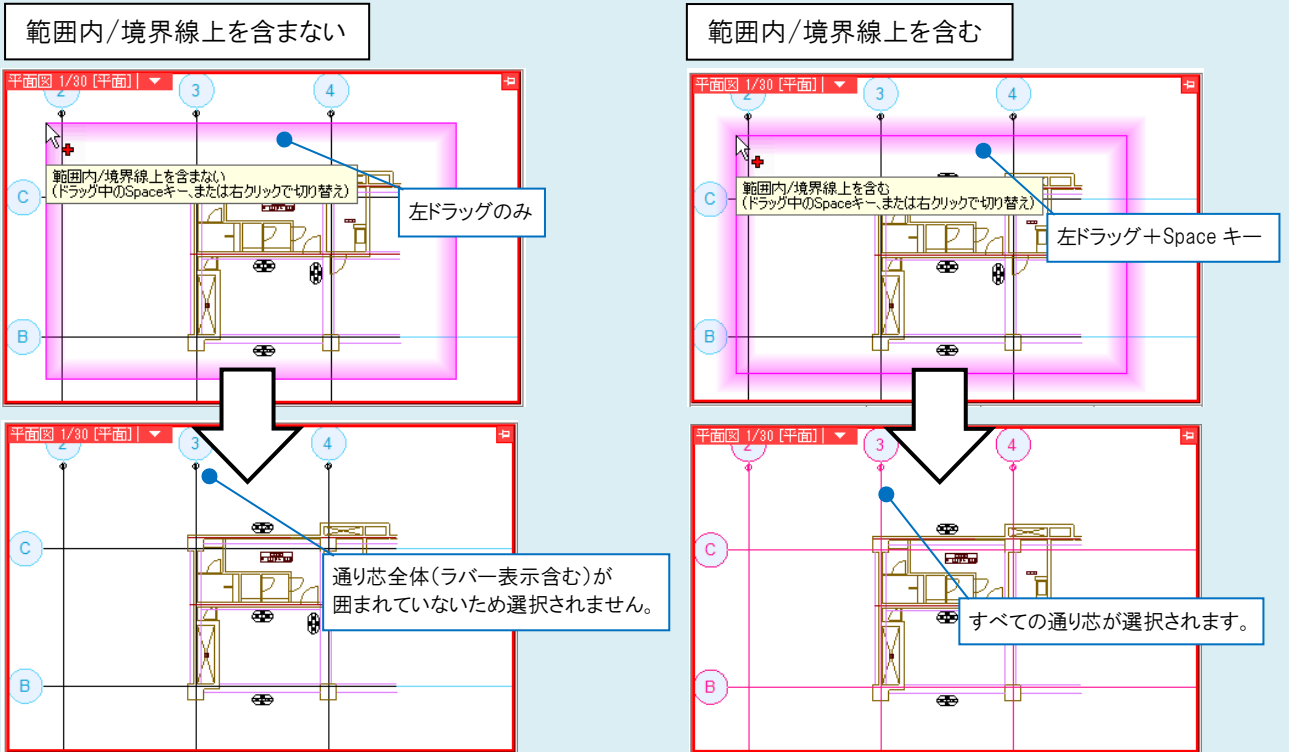 範囲内/境界線上を含まない
平面図 1/30 [平面]
2
3
4
範囲内/境界線上を含まない
(ドラッグ中のSpaceキー、または右クリックで切り替え)
C
左ドラッグのみ
B
平面図 1/30 [平面]
2
3
4
C
通り芯全体(ラバー表示含む)が
囲まれていないため選択されません。
B
範囲内/境界線上を含む
平面図 1/30 [平面]
2
3
4
範囲内/境界線上を含む
(ドラッグ中のSpaceキー、または右クリックで切り替え)
C
左ドラッグ+Space キー
B
平面図 1/30 [平面]
2
3
4
C
すべての通り芯が選択されます。
B